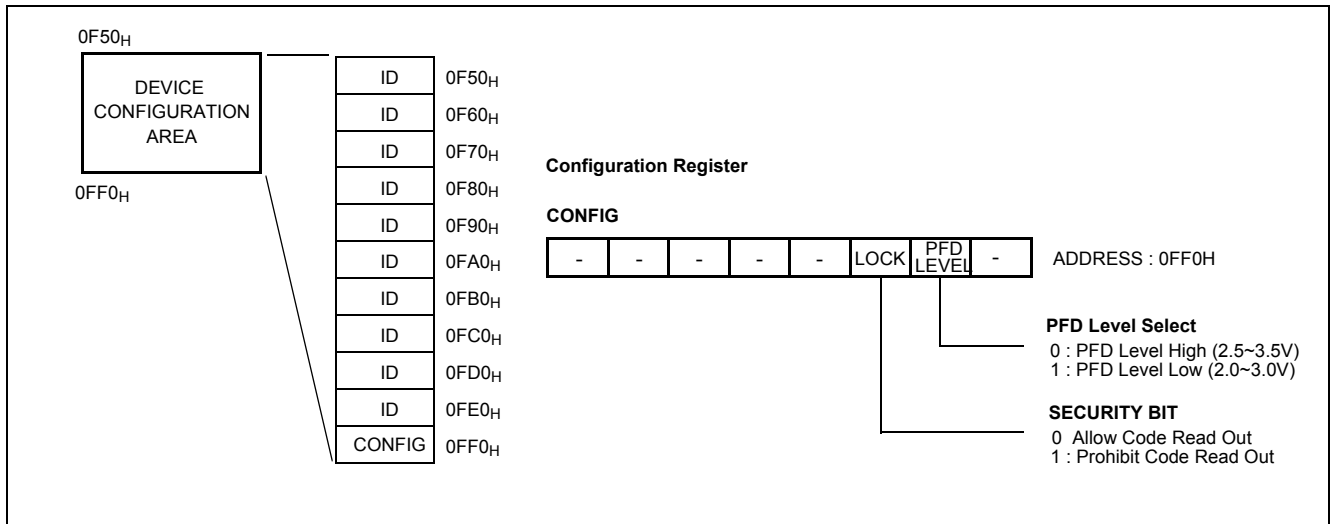 0F50H
DEVICE
CONFIGURATION
AREA
0FF0H
ID 0F50H
ID 0F60H
ID 0F70H
ID 0F80H
ID 0F90H
ID 0FA0H
ID 0FB0H
ID 0FC0H
ID 0FD0H
ID 0FE0H
CONFIG 0FF0H
Configuration Register
CONFIG
- - - - - LOCK PFD LEVEL - ADDRESS : 0FF0H
PFD Level Select
0 : PFD Level High (2.5~3.5V)
1 : PFD Level Low (2.0~3.0V)
SECURITY BIT
0 Allow Code Read Out
1 : Prohibit Code Read Out